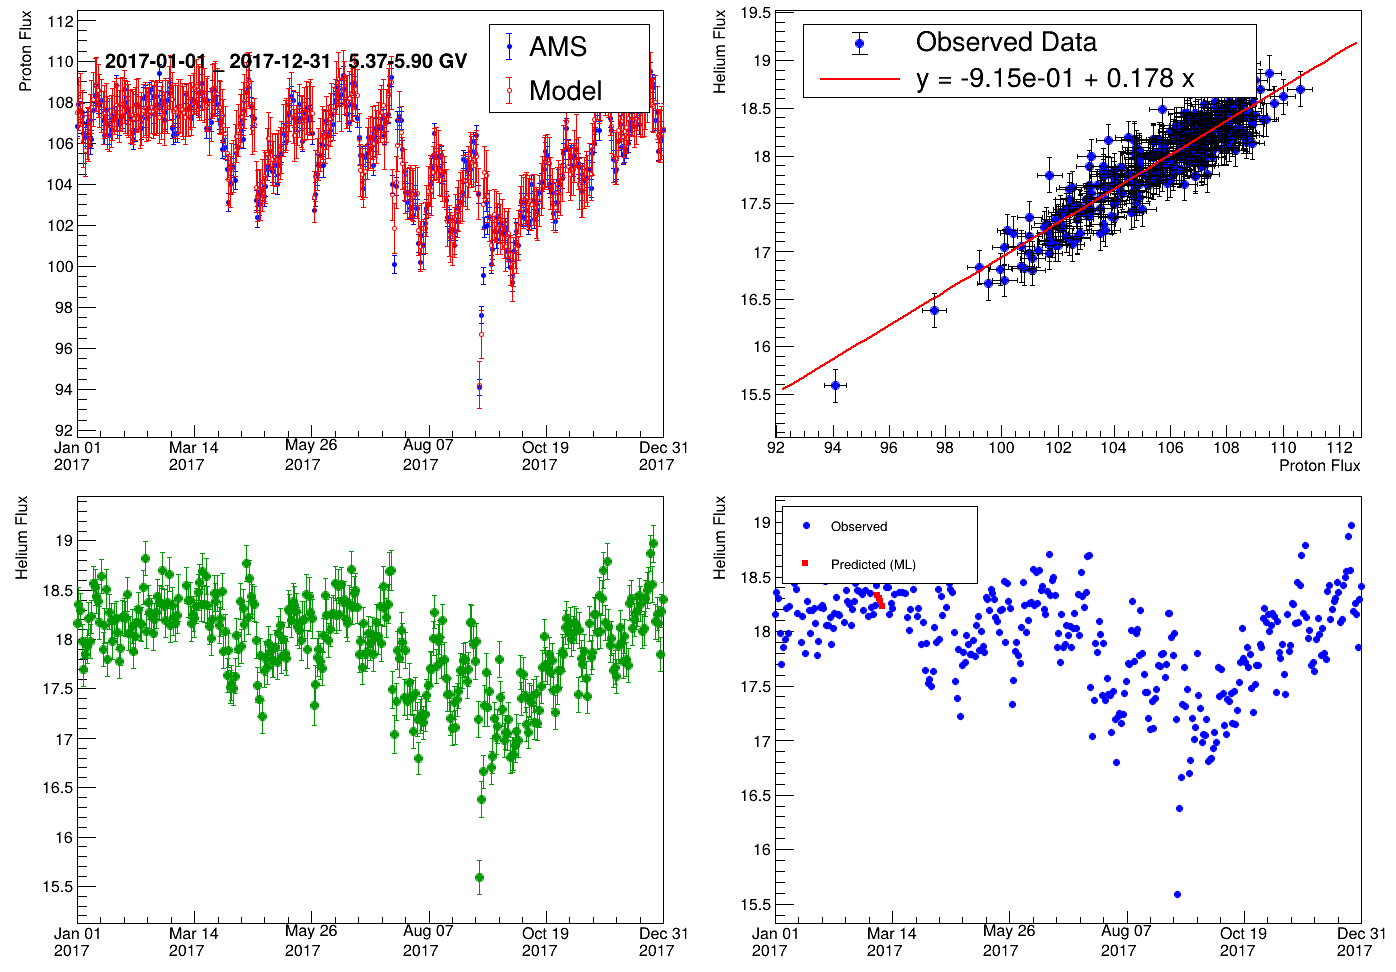 Proton Flux
112
110
108
106
104
102
100
98
96
94
92
2017-01-01 _ 2017-12-31 5.37-5.90 GV
AMS
Model
Jan 01
2017
Mar 14
2017
May 26
2017
Aug 07
2017
Oct 19
2017
Dec 31
2017
Helium Flux
19.5
19
18.5
18
17.5
17
16.5
16
15.5
Observed Data
y = -9.15e-01 + 0.178 x
92 94 96 98 100 102 104 106 108 110 112
Proton Flux
Helium Flux
19
18.5
18
17.5
17
16.5
16
15.5
Jan 01
2017
Mar 14
2017
May 26
2017
Aug 07
2017
Oct 19
2017
Dec 31
2017
Helium Flux
19
18.5
18
17.5
17
16.5
16
15.5
Observed
Predicted (ML)
Jan 01
2017
Mar 14
2017
May 26
2017
Aug 07
2017
Oct 19
2017
Dec 31
2017